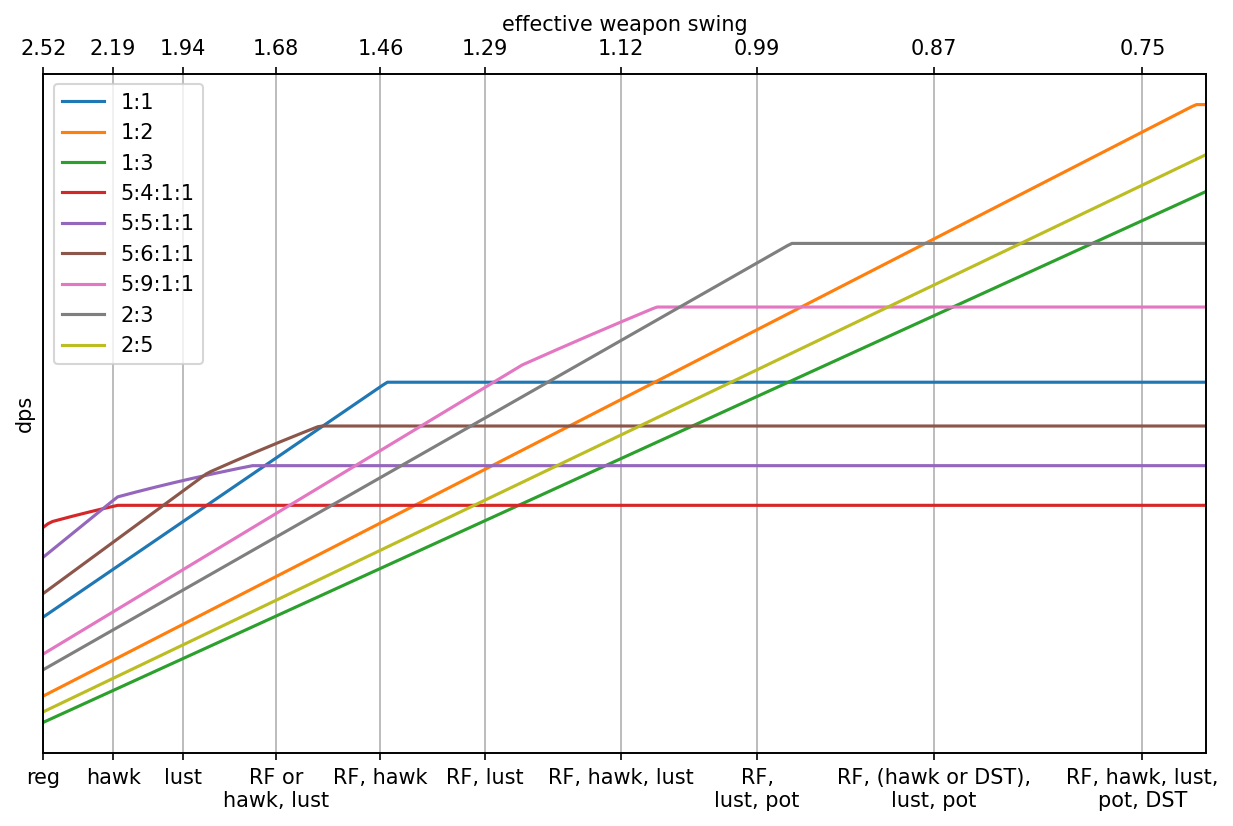 effective weapon swing
2.52 2.19 1.94 1.68 1.46 1.29 1.12 0.99 0.87 0.75
1:1
1:2
1:3
5:4:1:1
5:5:1:1
5:6:1:1
5:9:1:1
2:3
2:5
dps
reg hawk lust RF or RF, hawk RF, lust RF, hawk, lust RF, RF, (hawk or DST), RF, hawk, lust,
hawk, lust lust, pot lust, pot pot, DST